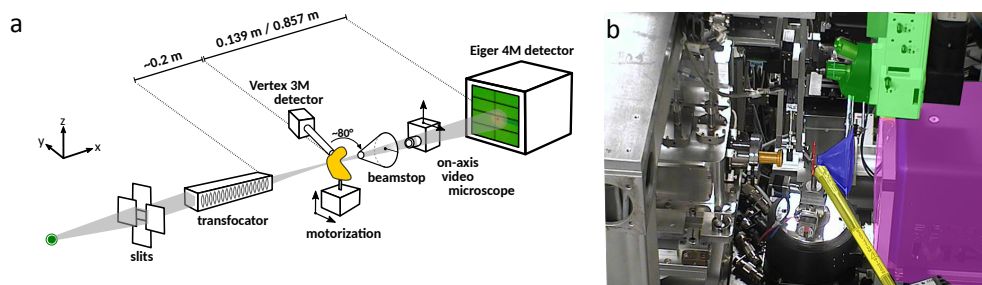 a
~0.2 m
0.139 m / 0.857 m
Eiger 4M detector
Vertex 3M
detector
~80°
z
y
x
beamstop
on-axis
video
microscope
transfocator
motorization
slits
b